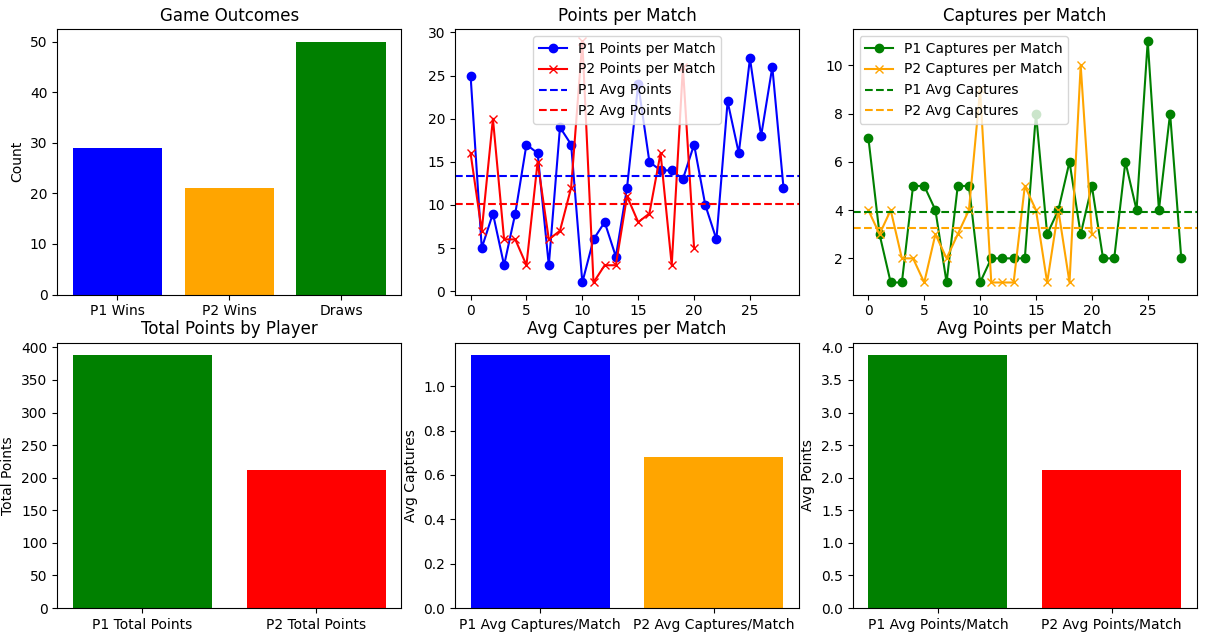 Game Outcomes
Count
50
40
30
20
10
0
P1 Wins P2 Wins Draws
Points per Match
P1 Points per Match
P2 Points per Match
P1 Avg Points
P2 Avg Points
30
25
20
15
10
5
0
0 5 10 15 20 25
Captures per Match
P1 Captures per Match
P2 Captures per Match
P1 Avg Captures
P2 Avg Captures
10
8
6
4
2
0 5 10 15 20 25
Total Points by Player
Total Points
400
350
300
250
200
150
100
50
0
P1 Total Points P2 Total Points
Avg Captures per Match
Avg Captures
1.0
0.8
0.6
0.4
0.2
0.0
P1 Avg Captures/Match P2 Avg Captures/Match
Avg Points per Match
Avg Points
4.0
3.5
3.0
2.5
2.0
1.5
1.0
0.5
0.0
P1 Avg Points/Match P2 Avg Points/Match